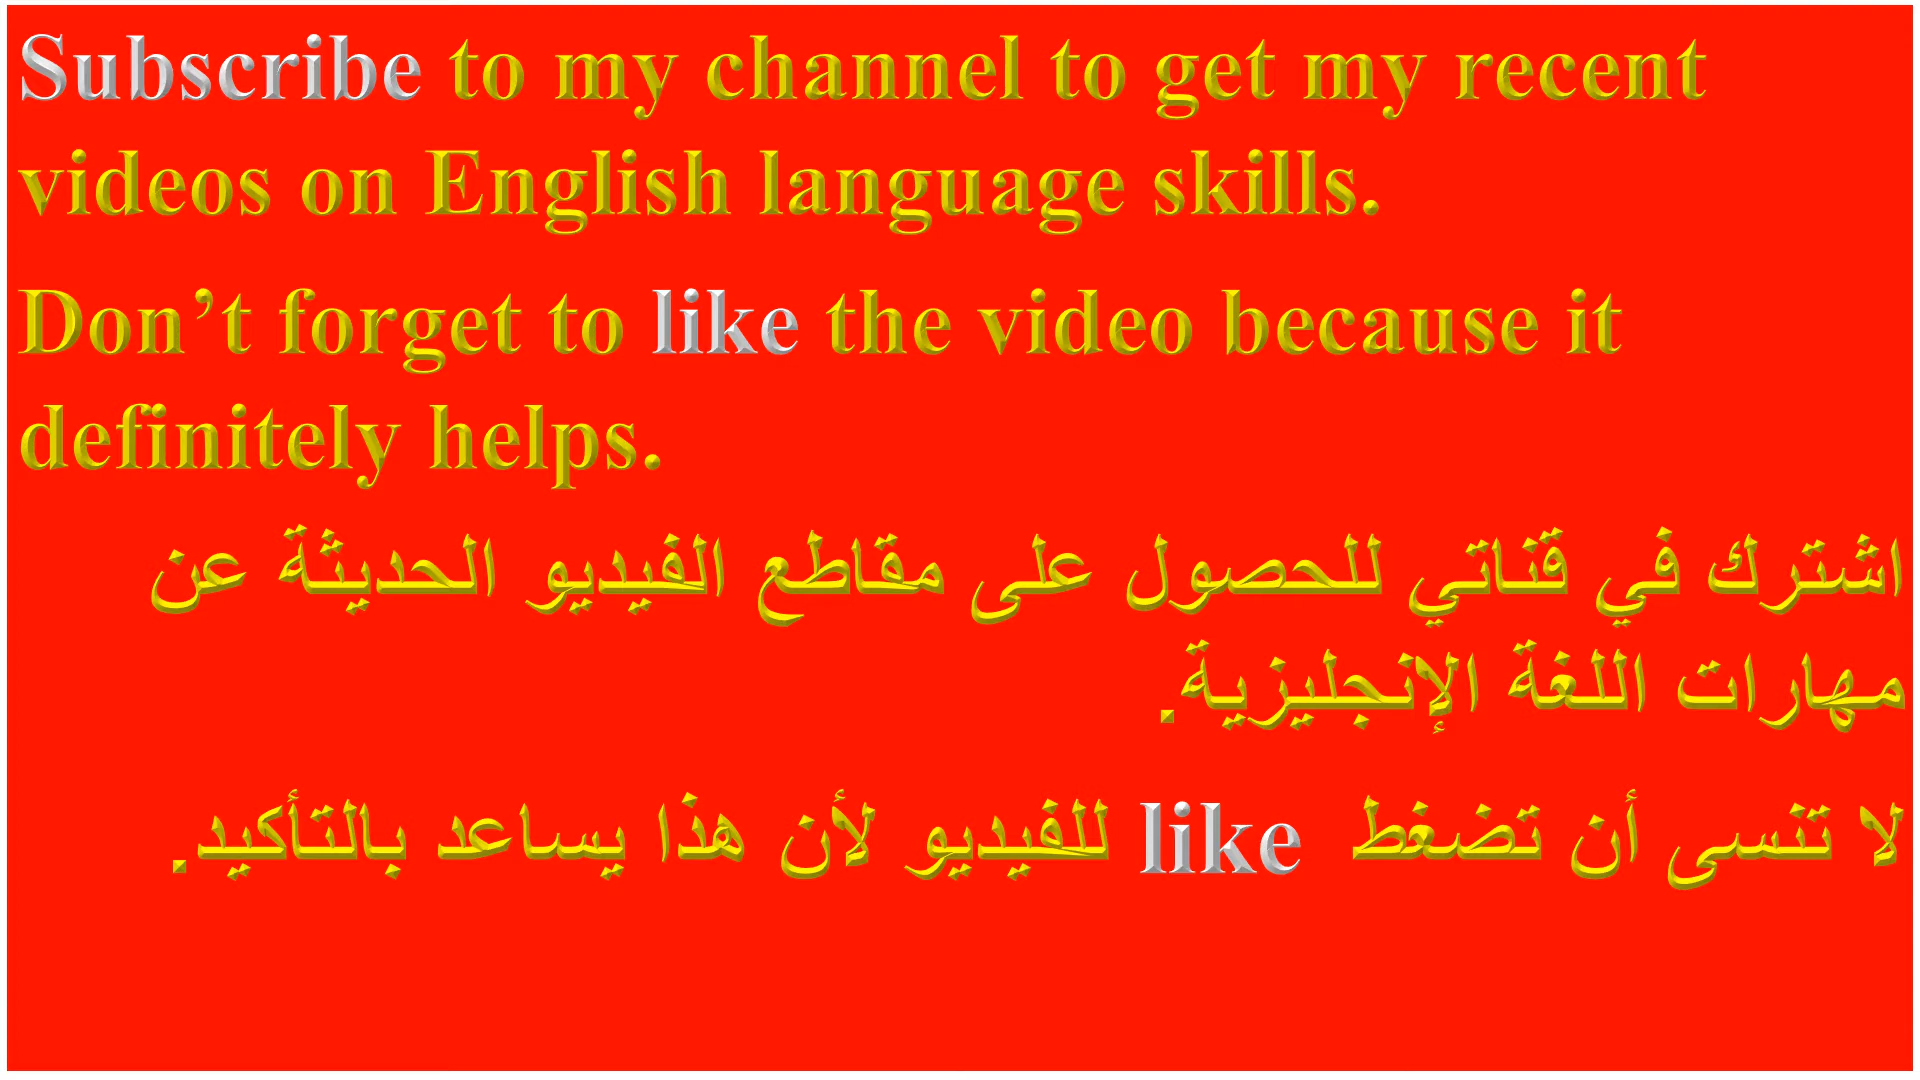 Subscribe to my channel to get my recent
videos on English language skills.
Don’t forget to like the video because it
definitely helps.
اشترك في قناتي للحصول على مقاطع الفيديو الحديثة عن
مهارات اللغة الإنجليزية.
لا تنسى أن تضغط like للفيديو لأن هذا يساعد بالتأكيد.